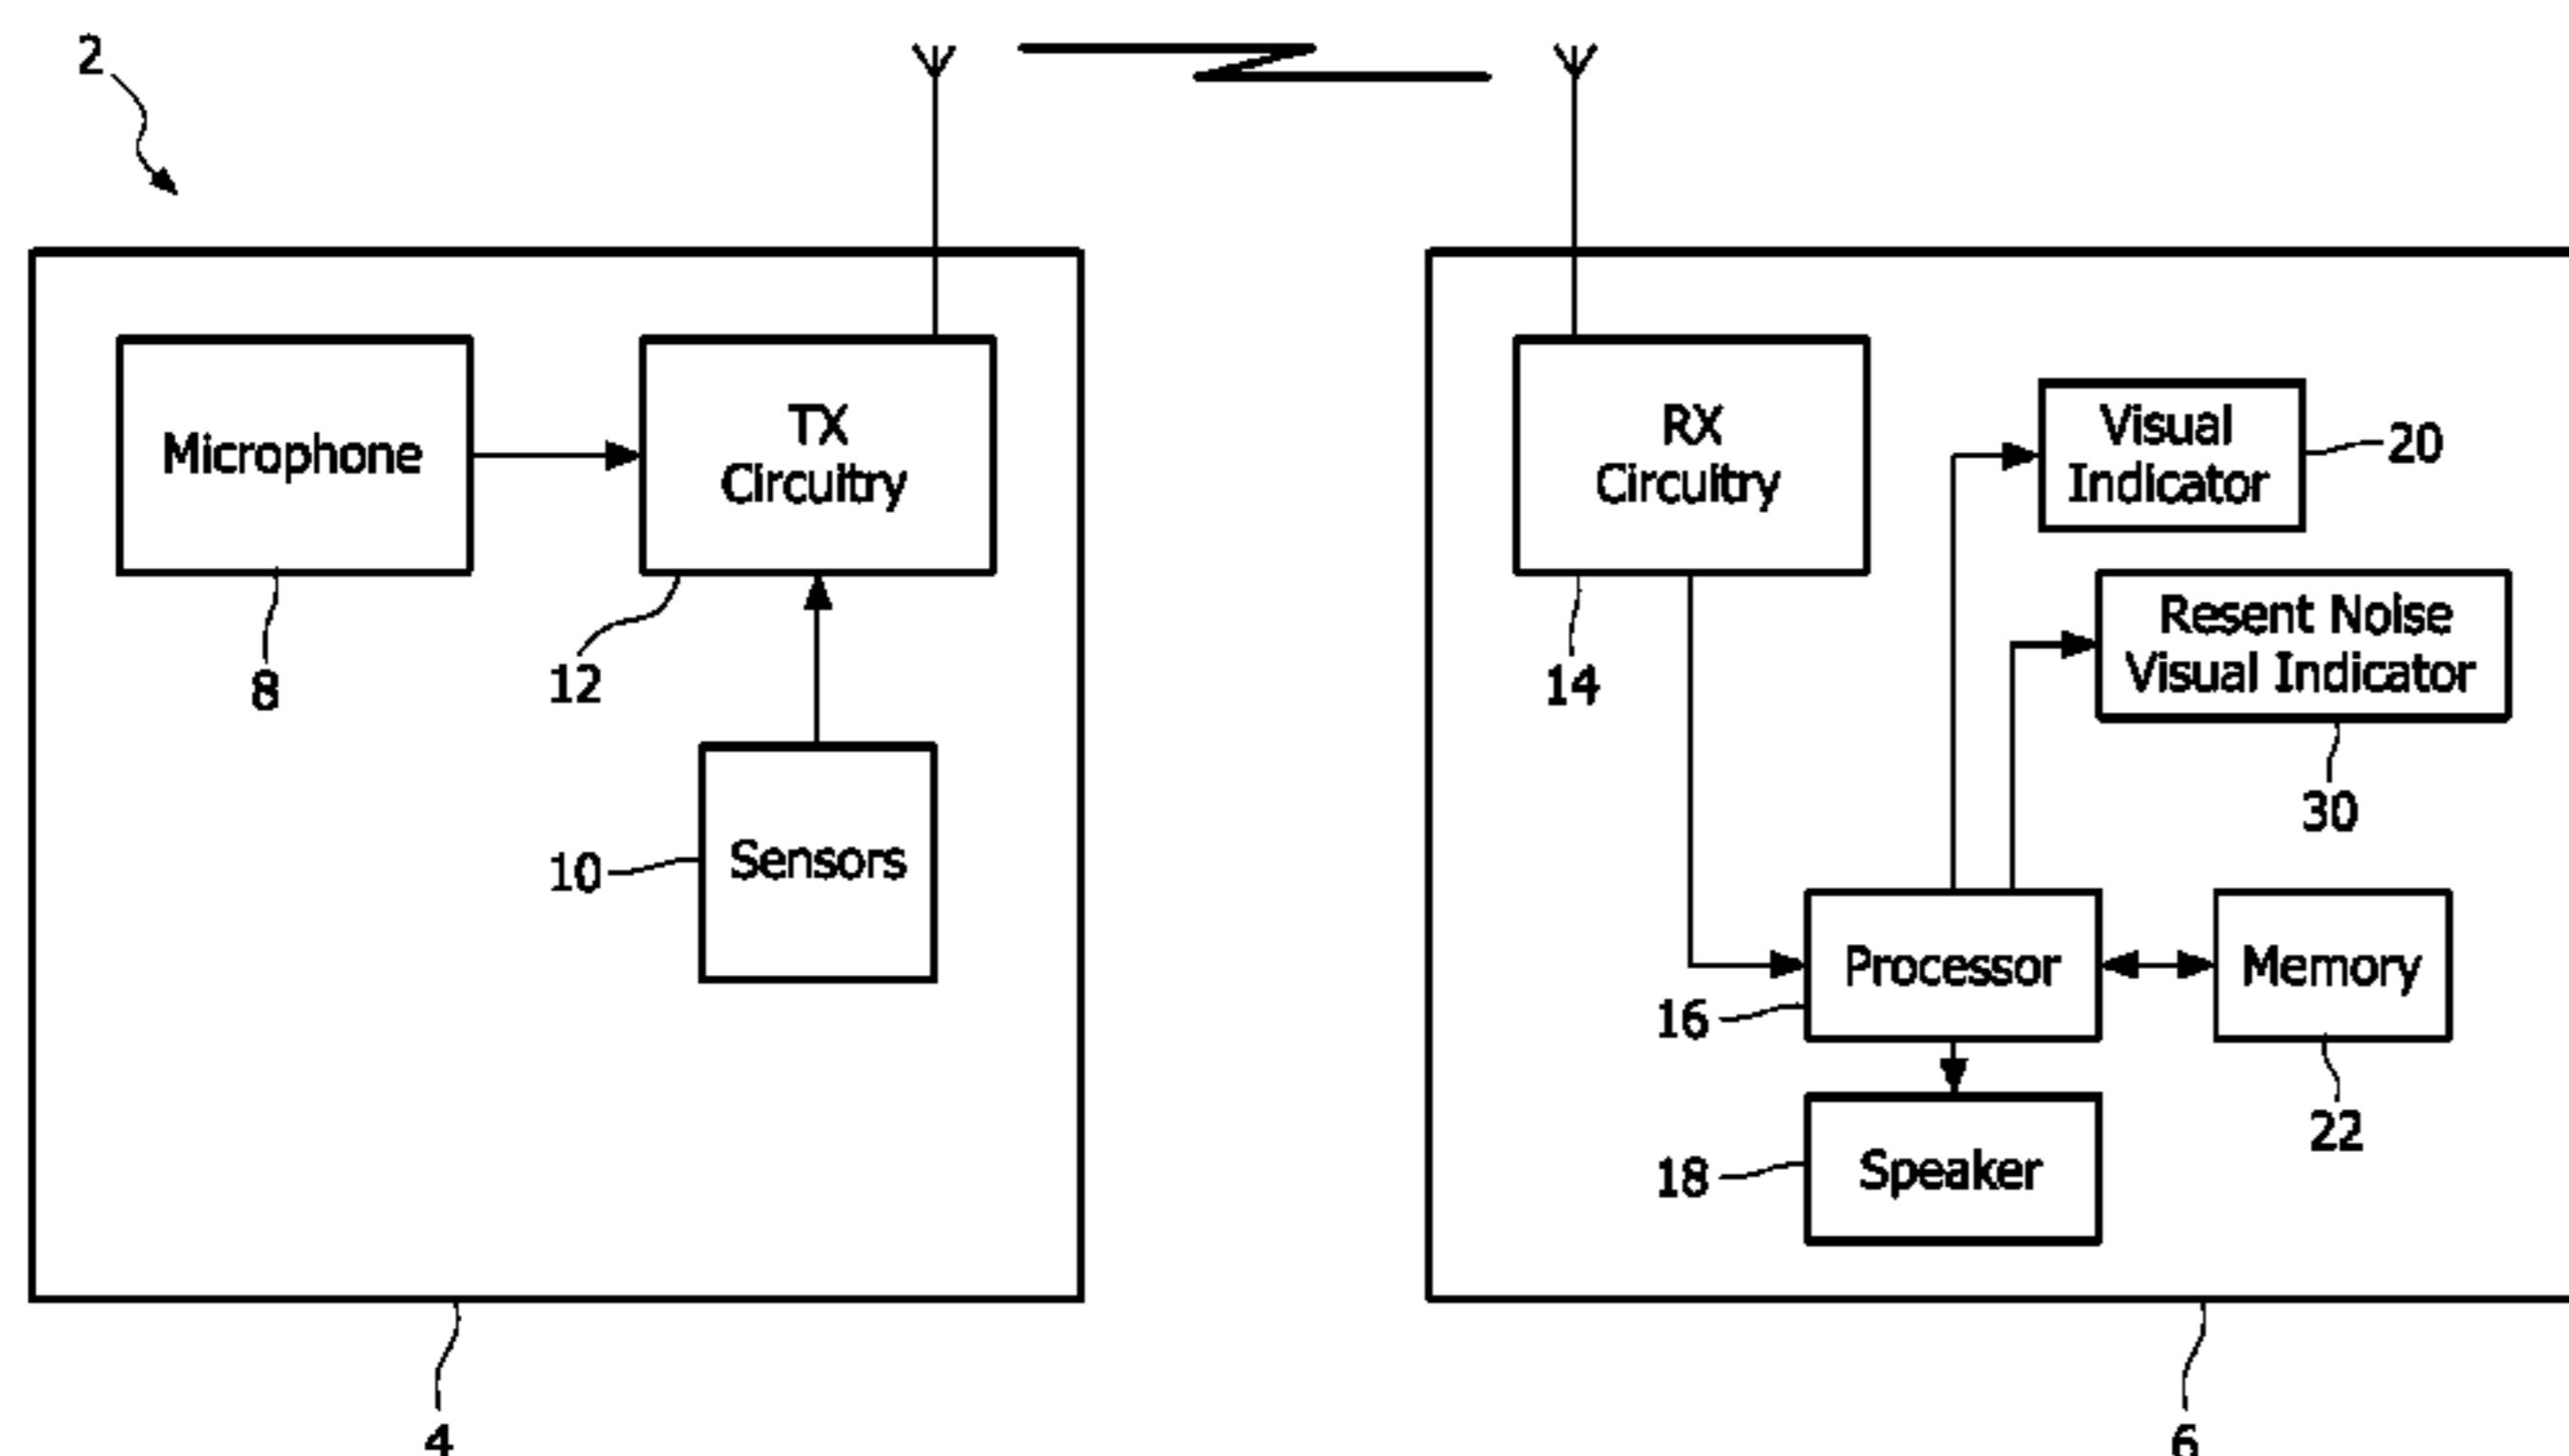 2
Microphone
8
TX
Circuitry
12
10
Sensors
4
RX
Circuitry
14
Visual
Indicator
20
Resent Noise
Visual Indicator
30
Processor
16
Memory
22
Speaker
18
6